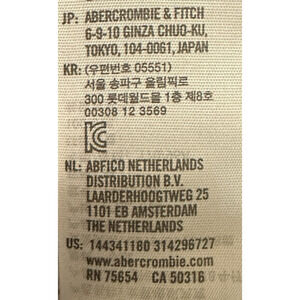 JP: ABERCROMBIE & FITCH
6-9-10 GINZA CHUO-KU,
TOKYO, 104-0061, JAPAN
KR: (우편번호 05551)
서울 송파구 올림픽로
300 롯데월드몰 1층 제8호
00308 12 3569
NL: ABFICO NETHERLANDS
DISTRIBUTION B.V.
LAARDERHOOGTWEG 25
1101 EB AMSTERDAM
THE NETHERLANDS
US: 144341180 314296727
www.abercrombie.com
RN 75654 CA 50316